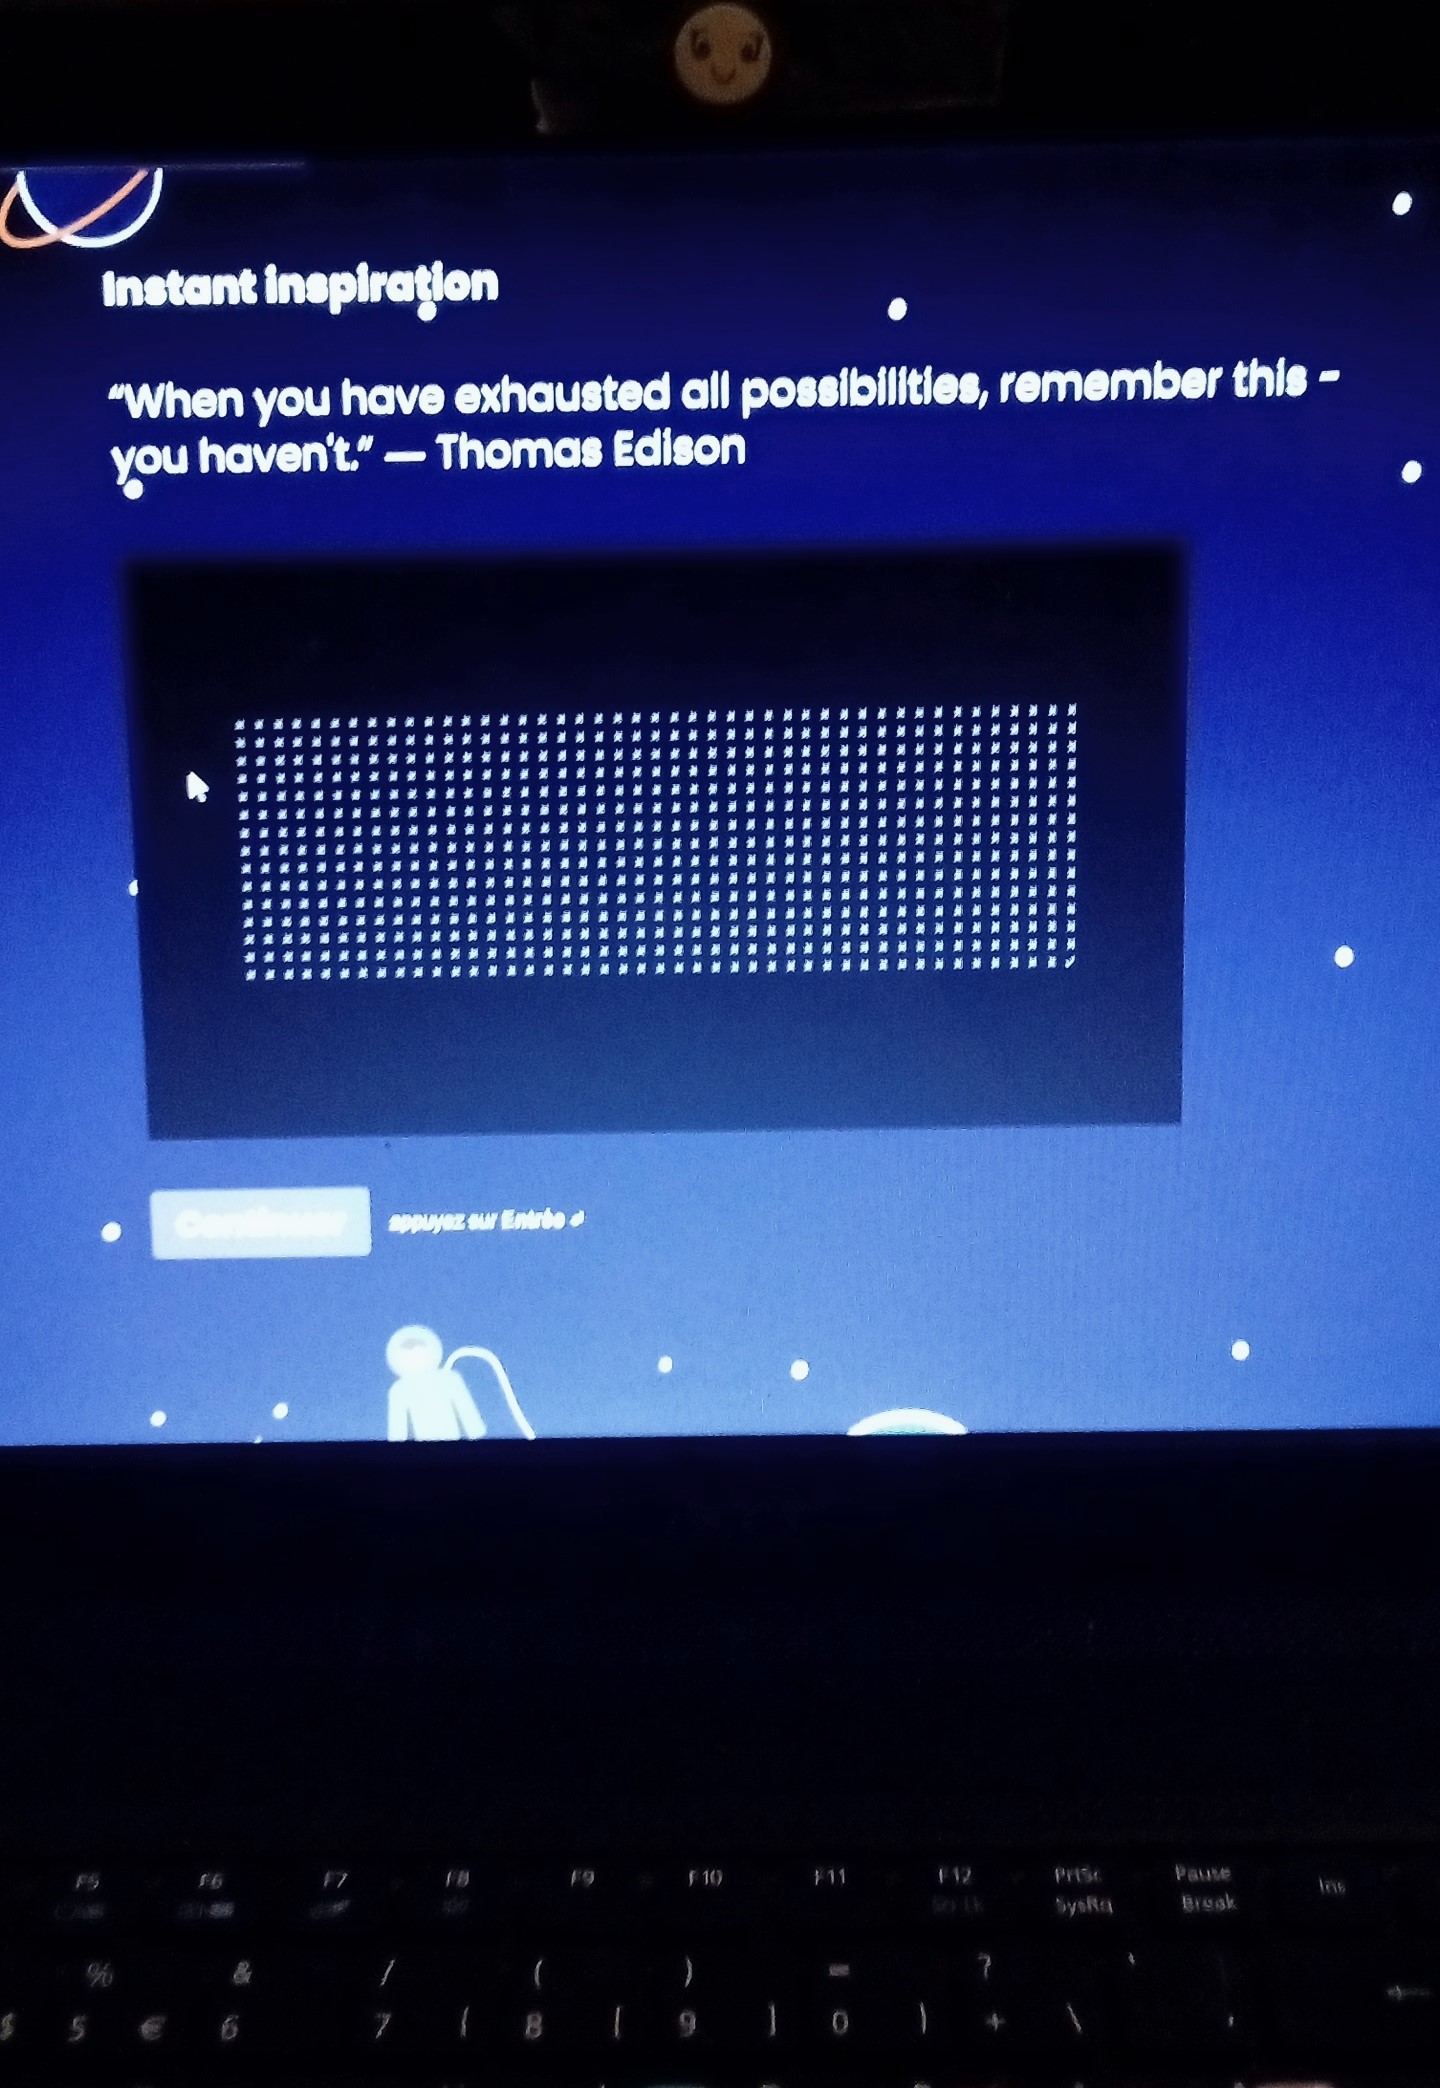 Instant inspiration
“When you have exhausted all possibilities, remember this -
you haven't.” — Thomas Edison
Continuer
appuyez sur Entrée ↵
F5 F6 F7 F8 F9 F10 F11 F12 PrtSc Pause Ins
SysRq Break
% & / ( ) = ? `
$ 5 € 6 7 { 8 [ 9 ] 0 } + \ '